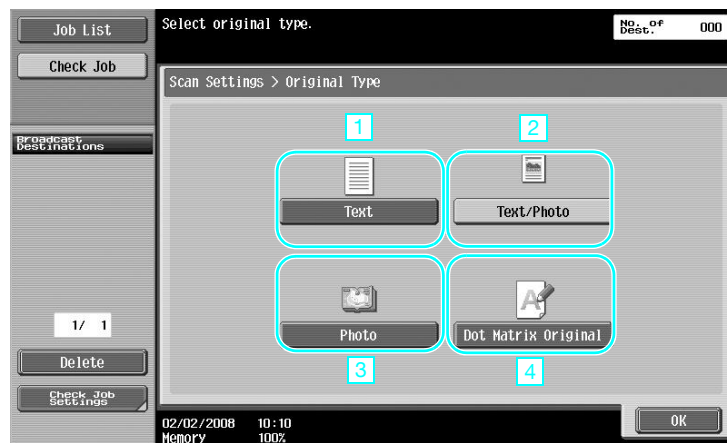 Job List
Select original type.
No. of
Dest.
000
Check Job
Scan Settings > Original Type
1
2
Broadcast
Destinations
Text
Text/Photo
1/ 1
Photo
Dot Matrix Original
3
4
Delete
Check Job
Settings
02/02/2008 10:10
Memory 100%
OK